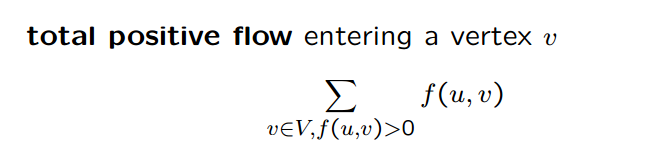 total positive flow entering a vertex v
∑ f(u, v)
v∈V,f(u,v)>0